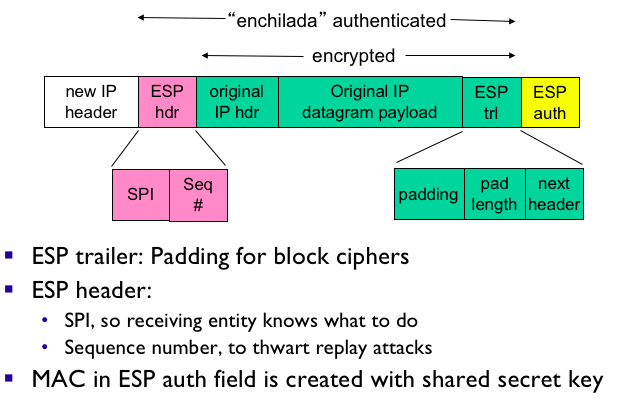 “enchilada” authenticated
encrypted
new IP
header
ESP
hdr
original
IP hdr
Original IP
datagram payload
ESP
trl
ESP
auth
SPI
Seq
#
padding
pad
length
next
header
ESP trailer: Padding for block ciphers
ESP header:
SPI, so receiving entity knows what to do
Sequence number, to thwart replay attacks
MAC in ESP auth field is created with shared secret key